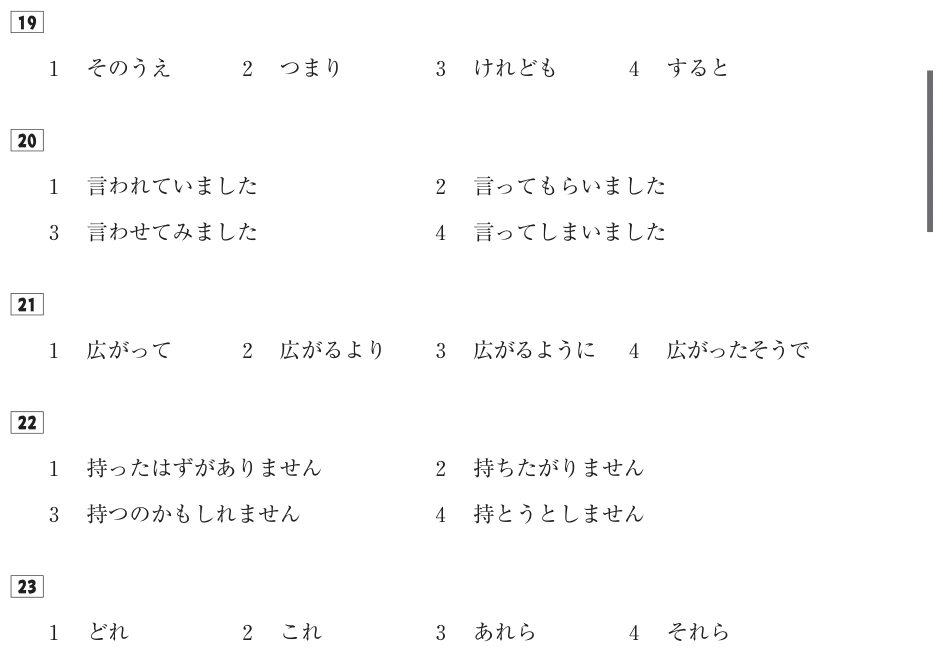 19
1 そのうえ 2 つまり 3 けれども 4 すると
20
1 言われていました 2 言ってもらいました
3 言わせてみました 4 言ってしまいました
21
1 広がって 2 広がるより 3 広がるように 4 広がったそうで
22
1 持ったはずがありません 2 持ちたがりません
3 持つのかもしれません 4 持とうとしません
23
1 どれ 2 これ 3 あれら 4 それら